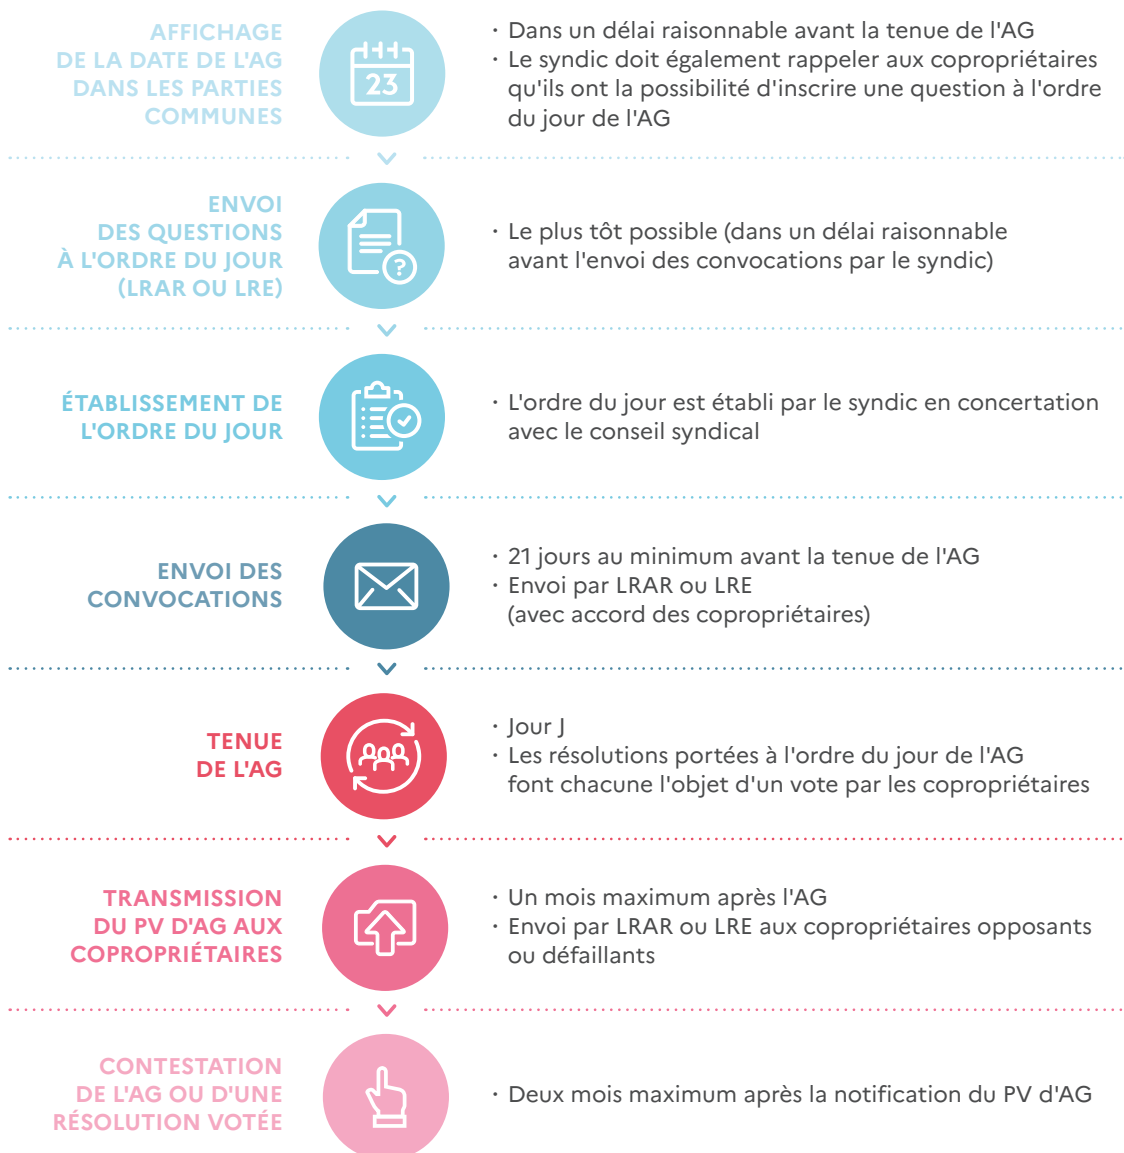 AFFICHAGE
DE LA DATE DE L'AG
DANS LES PARTIES
COMMUNES
23
· Dans un délai raisonnable avant la tenue de l'AG
· Le syndic doit également rappeler aux copropriétaires
qu'ils ont la possibilité d'inscrire une question à l'ordre
du jour de l'AG
ENVOI
DES QUESTIONS
À L'ORDRE DU JOUR
(LRAR OU LRE)
?
· Le plus tôt possible (dans un délai raisonnable
avant l'envoi des convocations par le syndic)
ÉTABLISSEMENT DE
L'ORDRE DU JOUR
· L'ordre du jour est établi par le syndic en concertation
avec le conseil syndical
ENVOI DES
CONVOCATIONS
· 21 jours au minimum avant la tenue de l'AG
· Envoi par LRAR ou LRE
(avec accord des copropriétaires)
TENUE
DE L'AG
· Jour J
· Les résolutions portées à l'ordre du jour de l'AG
font chacune l'objet d'un vote par les copropriétaires
TRANSMISSION
DU PV D'AG AUX
COPROPRIÉTAIRES
· Un mois maximum après l'AG
· Envoi par LRAR ou LRE aux copropriétaires opposants
ou défaillants
CONTESTATION
DE L'AG OU D'UNE
RÉSOLUTION VOTÉE
· Deux mois maximum après la notification du PV d'AG